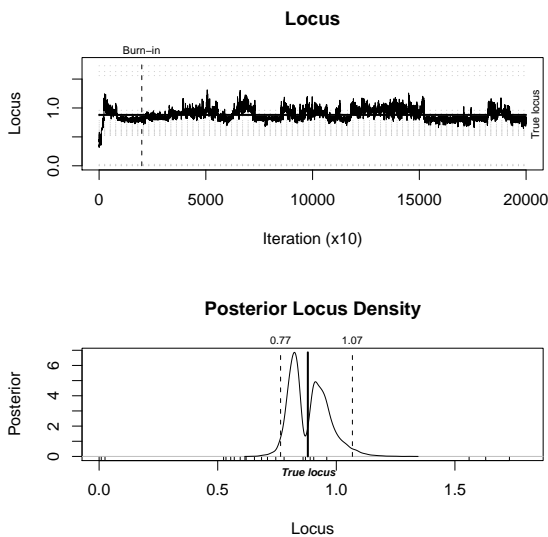 Locus
Burn−in
Locus
0.0
1.0
True locus
0
5000
10000
15000
20000
Iteration (x10)
Posterior Locus Density
0.77
1.07
Posterior
0
2
4
6
True locus
0.0
0.5
1.0
1.5
Locus